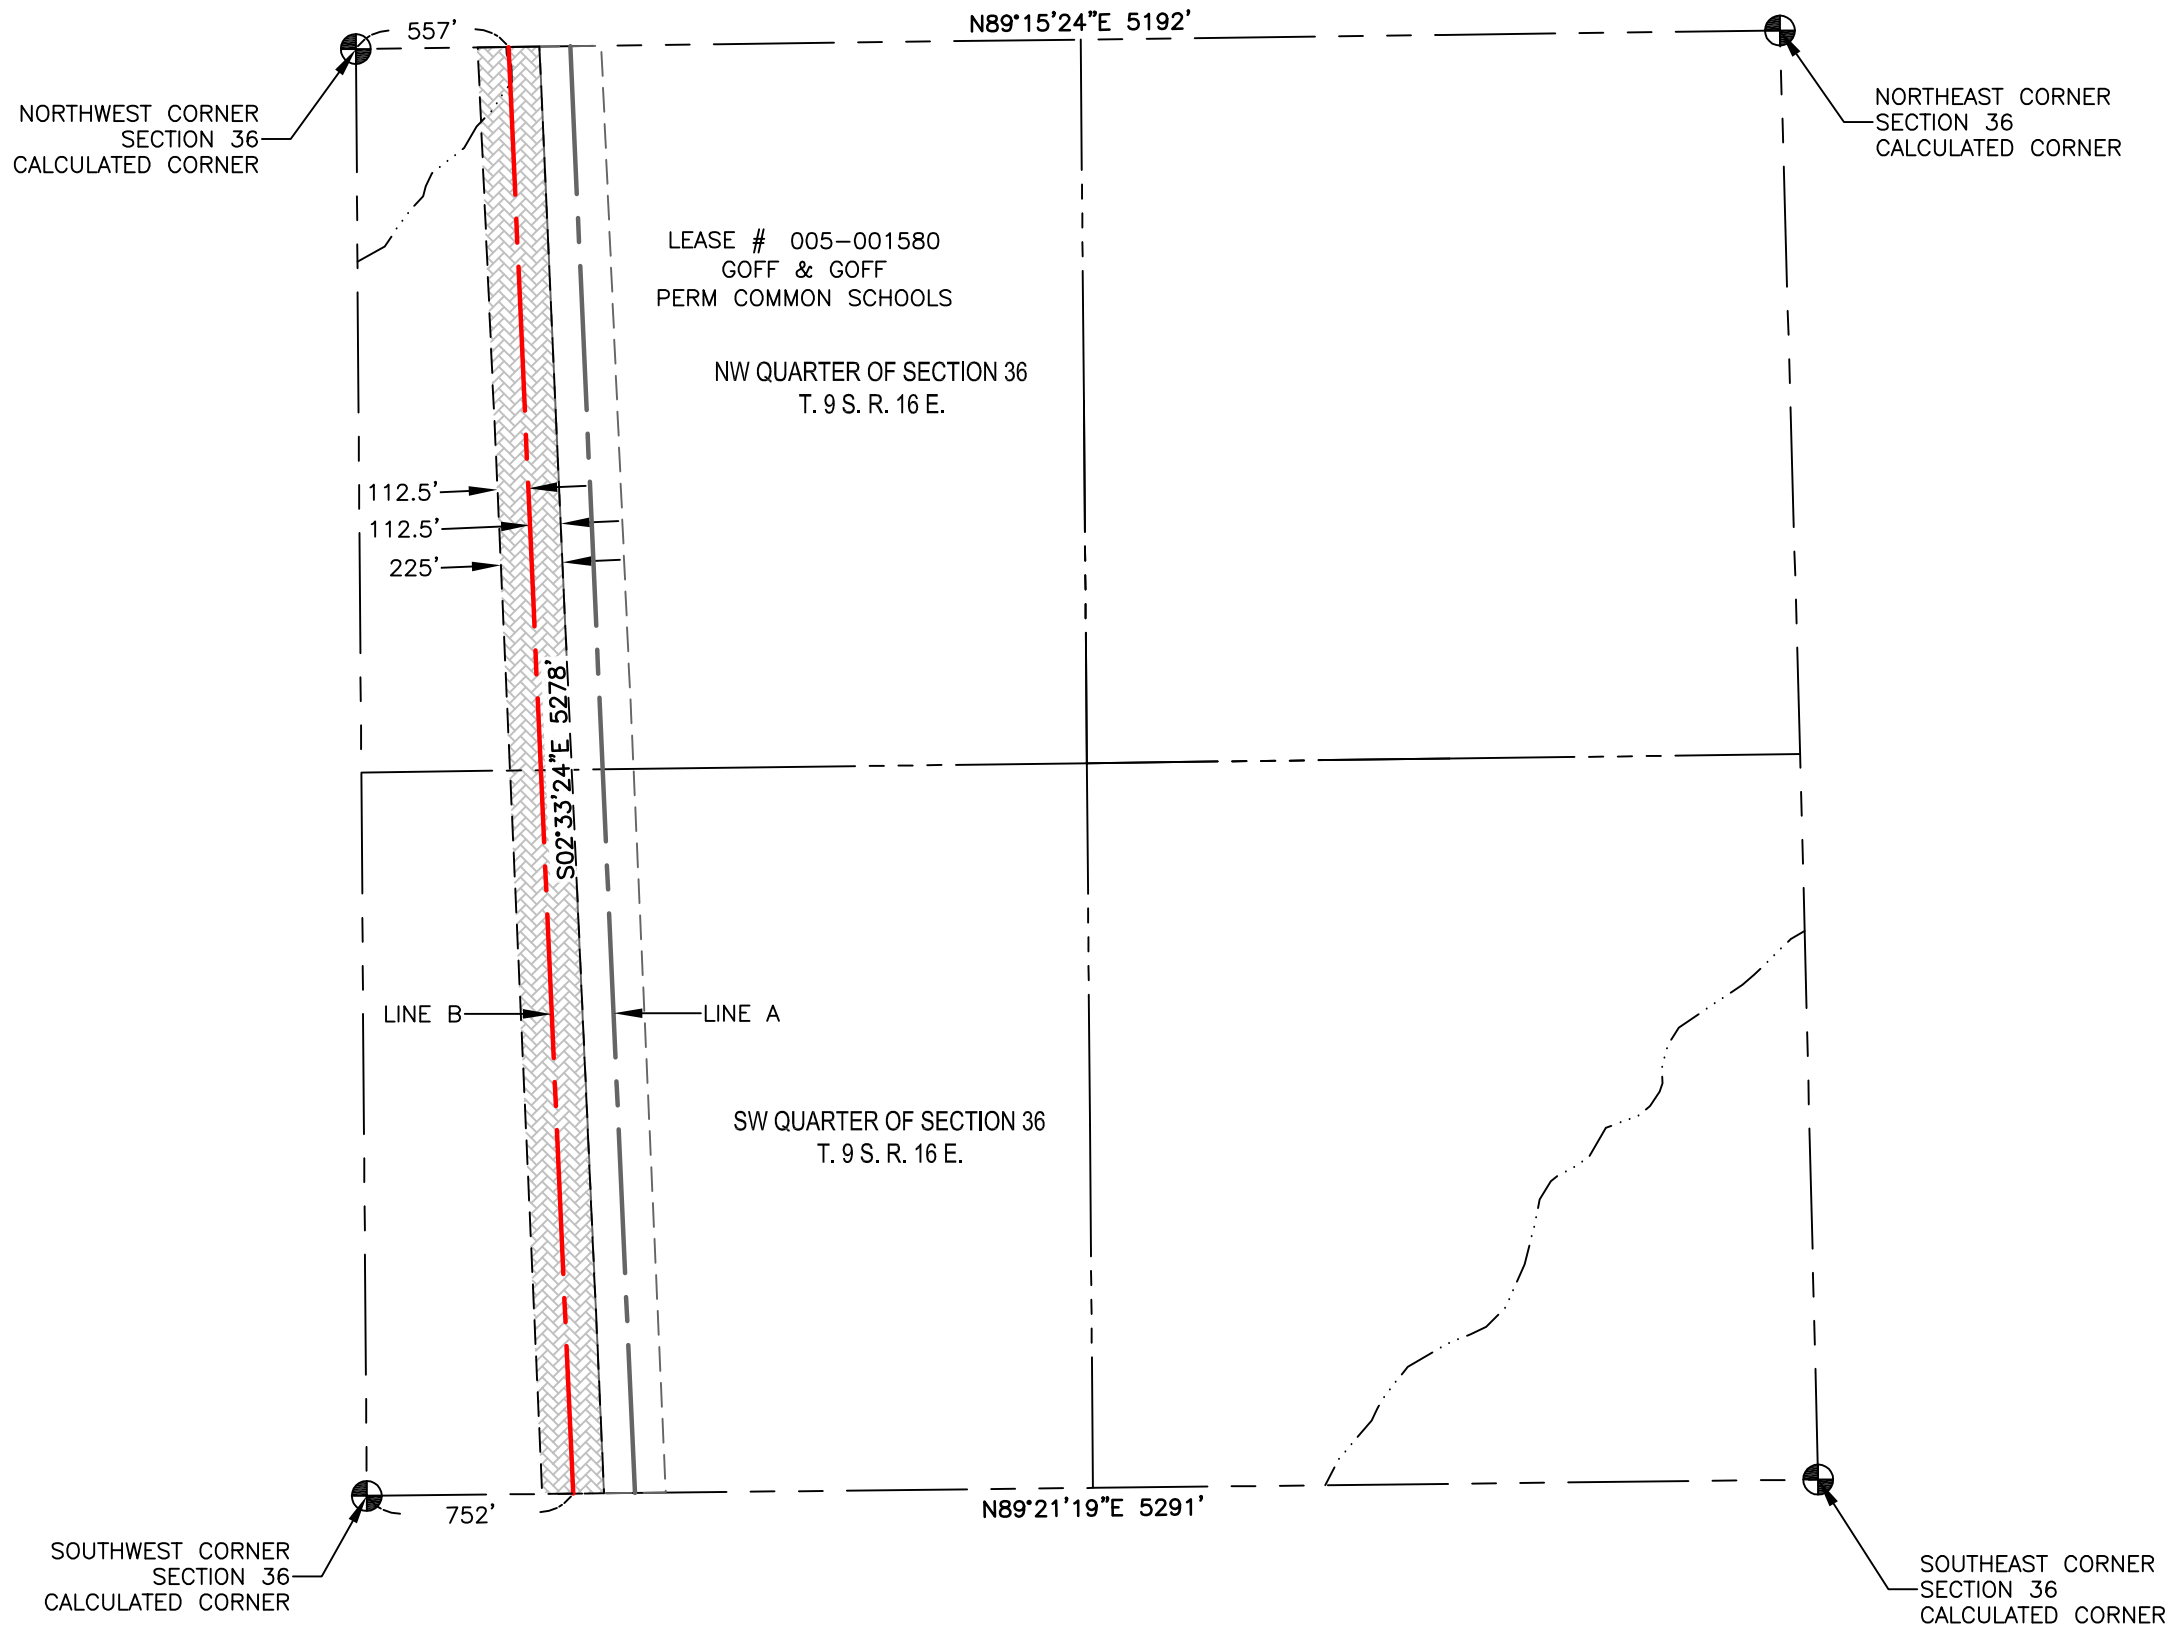 557'
N89°15'24"E 5192'
NORTHWEST CORNER
SECTION 36
CALCULATED CORNER
NORTHEAST CORNER
SECTION 36
CALCULATED CORNER
LEASE # 005-001580
GOFF & GOFF
PERM COMMON SCHOOLS
NW QUARTER OF SECTION 36
T. 9 S. R. 16 E.
112.5'
112.5'
225'
S02°33'24"E 5278'
LINE B
LINE A
SW QUARTER OF SECTION 36
T. 9 S. R. 16 E.
752'
N89°21'19"E 5291'
SOUTHWEST CORNER
SECTION 36
CALCULATED CORNER
SOUTHEAST CORNER
SECTION 36
CALCULATED CORNER